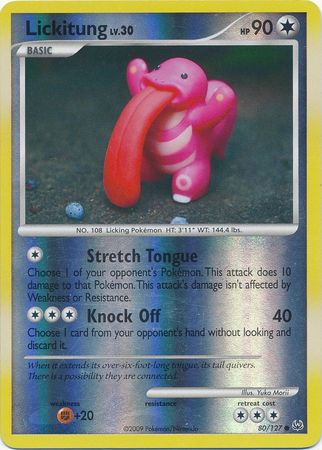 Lickitung LV.30 HP 90
BASIC
NO. 108 Licking Pokémon HT: 3'11" WT: 144.4 lbs.
Stretch Tongue
Choose 1 of your opponent's Pokémon. This attack does 10
damage to that Pokémon. This attack's damage isn't affected by
Weakness or Resistance.
Knock Off 40
Choose 1 card from your opponent's hand without looking and
discard it.
When it extends its over-six-foot-long tongue, its tail quivers.
There is a possibility they are connected.
Illus. Yuka Morii
weakness resistance retreat cost
+20
©2009 Pokémon/Nintendo 80/127